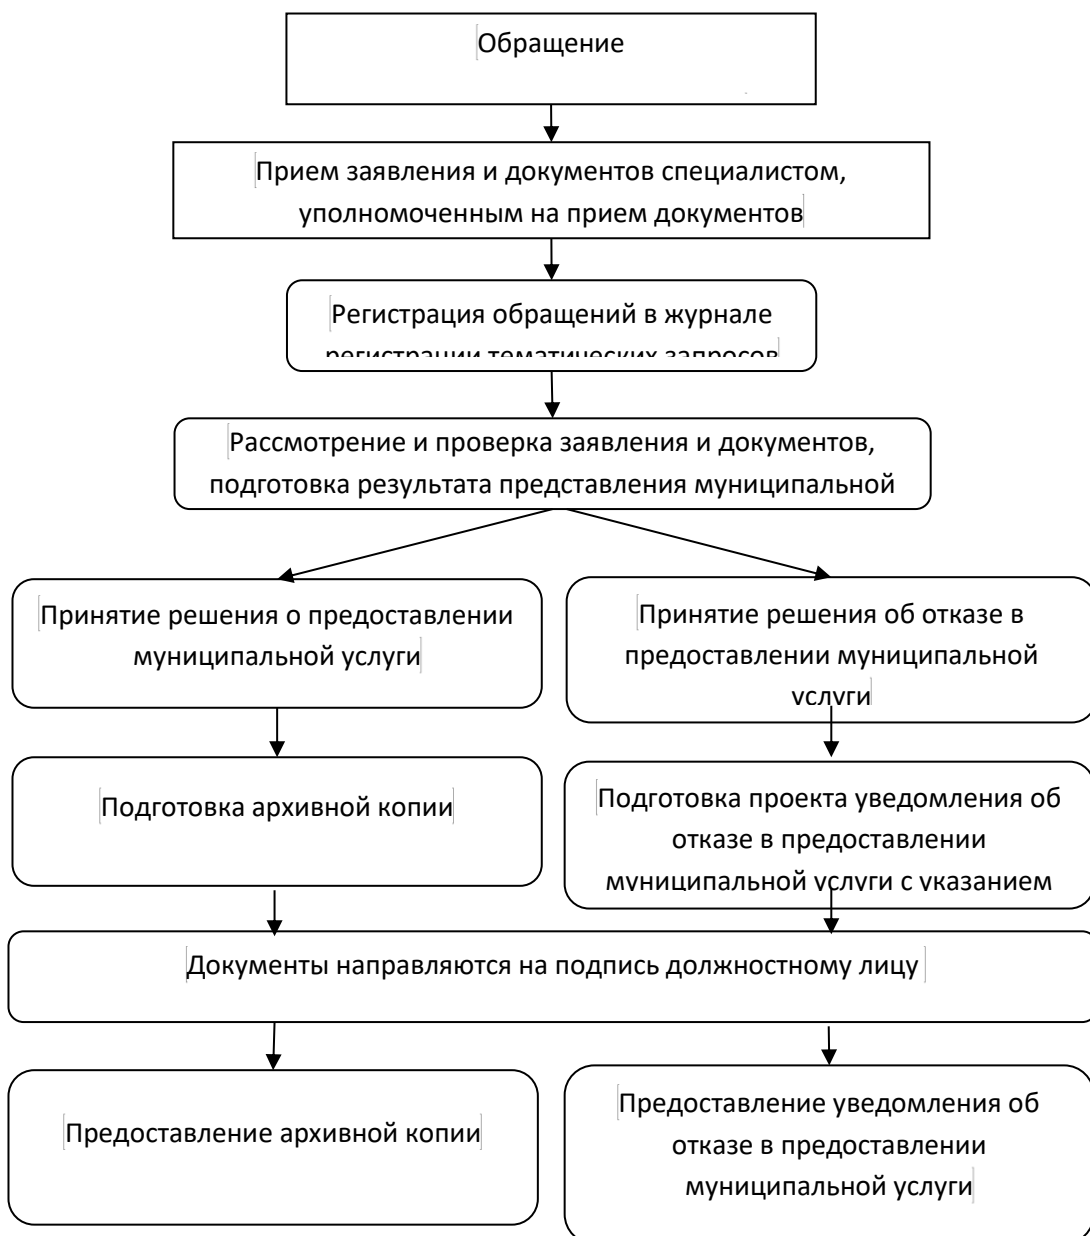 Обращение
Прием заявления и документов специалистом,
уполномоченным на прием документов
Регистрация обращений в журнале
регистрации тематических запросов
Рассмотрение и проверка заявления и документов,
подготовка результата представления муниципальной
Принятие решения о предоставлении
муниципальной услуги
Принятие решения об отказе в
предоставлении муниципальной
услуги
Подготовка архивной копии
Подготовка проекта уведомления об
отказе в предоставлении
муниципальной услуги с указанием
Документы направляются на подпись должностному лицу
Предоставление архивной копии
Предоставление уведомления об
отказе в предоставлении
муниципальной услуги